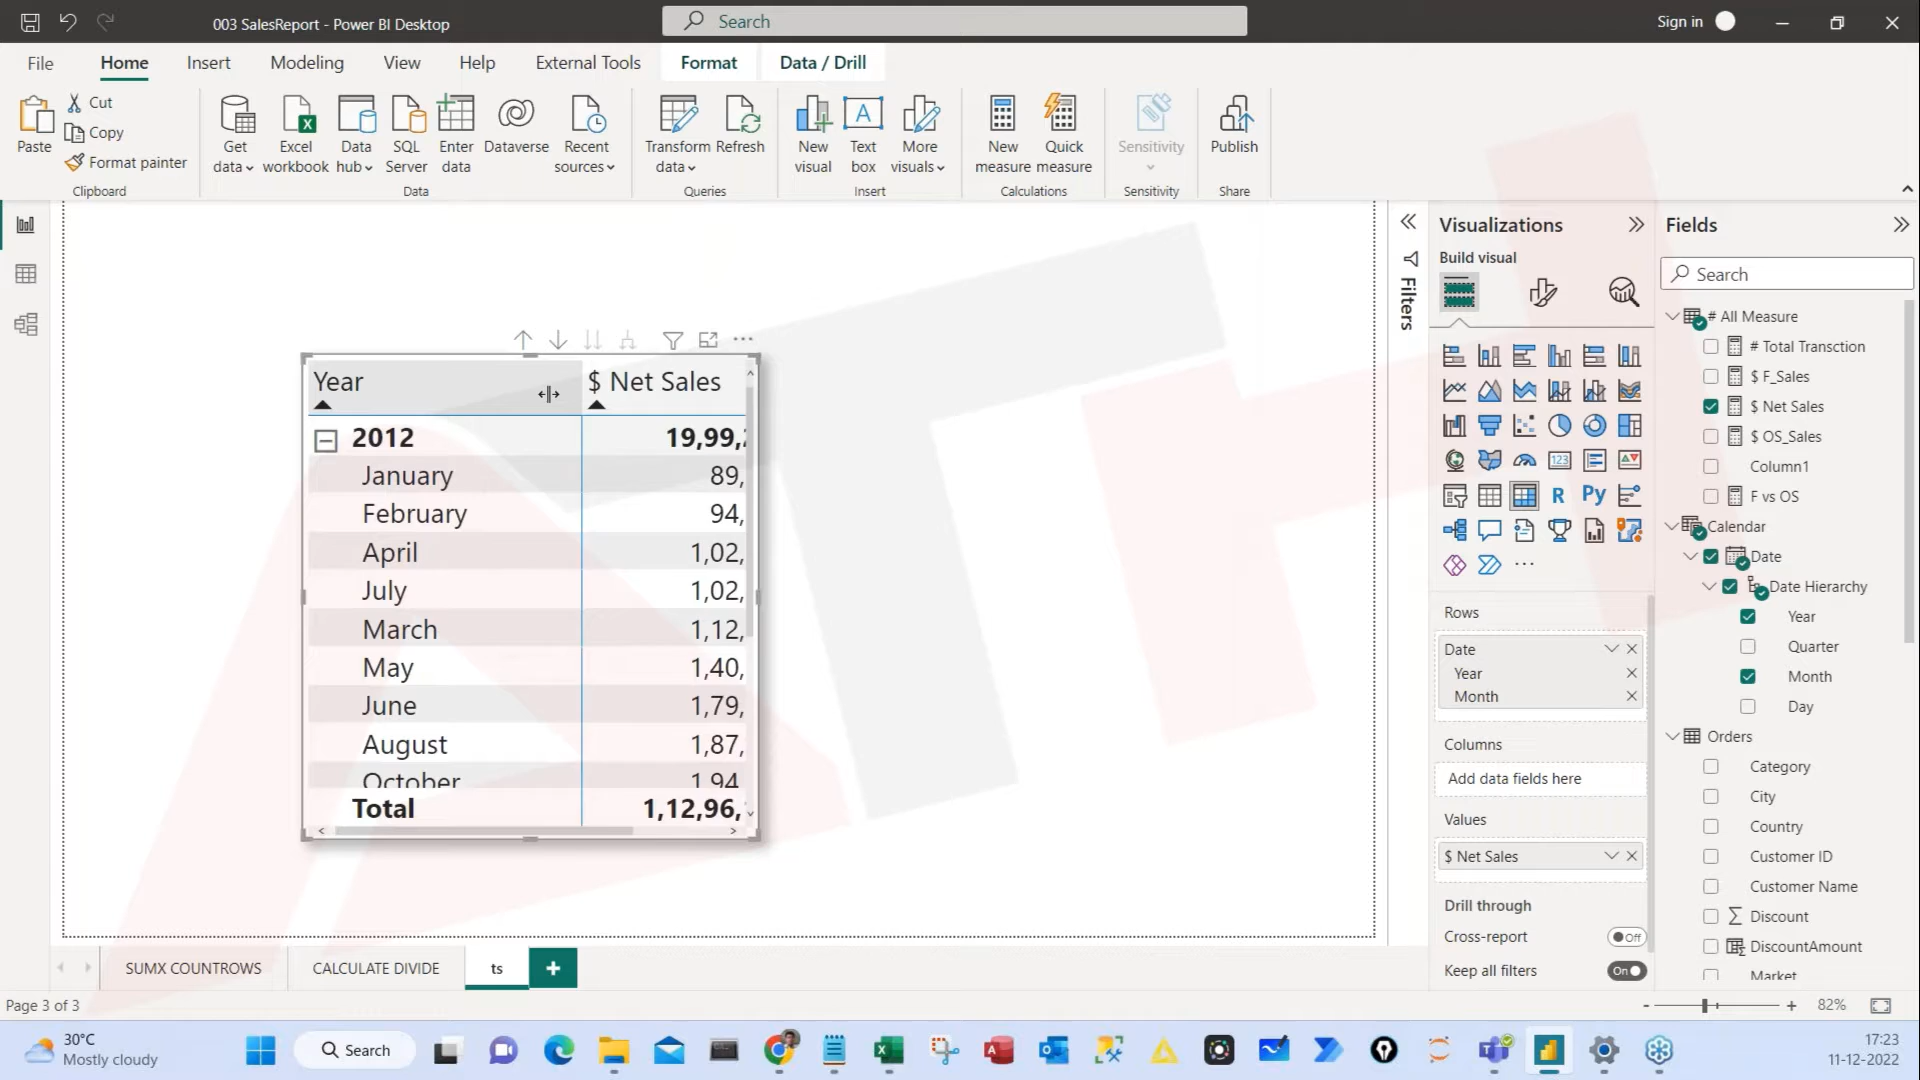 003 SalesReport - Power BI Desktop
Search
Sign in
File Home Insert Modeling View Help External Tools Format Data / Drill
Paste
Cut
Copy
Format painter
Clipboard
Get data
Excel workbook
Data hub
SQL Server
Enter data
Dataverse
Recent sources
Data
Transform data
Refresh
Queries
New visual
Text box
More visuals
Insert
New measure
Quick measure
Calculations
Sensitivity
Sensitivity
Publish
Share
Year $ Net Sales
2012 19,99,
January 89,
February 94,
April 1,02,
July 1,02,
March 1,12,
May 1,40,
June 1,79,
August 1,87,
October 1,94
Total 1,12,96,
Filters
Visualizations
Build visual
123
R
Py
Rows
Date
Year
Month
Columns
Add data fields here
Values
$ Net Sales
Drill through
Cross-report Off
Keep all filters On
Fields
Search
# All Measure
# Total Transction
$ F_Sales
$ Net Sales
$ OS_Sales
Column1
F vs OS
Calendar
Date
Date Hierarchy
Year
Quarter
Month
Day
Orders
Category
City
Country
Customer ID
Customer Name
Discount
DiscountAmount
Market
SUMX COUNTROWS CALCULATE DIVIDE ts
Page 3 of 3
82%
30°C
Mostly cloudy
Search
17:23
11-12-2022